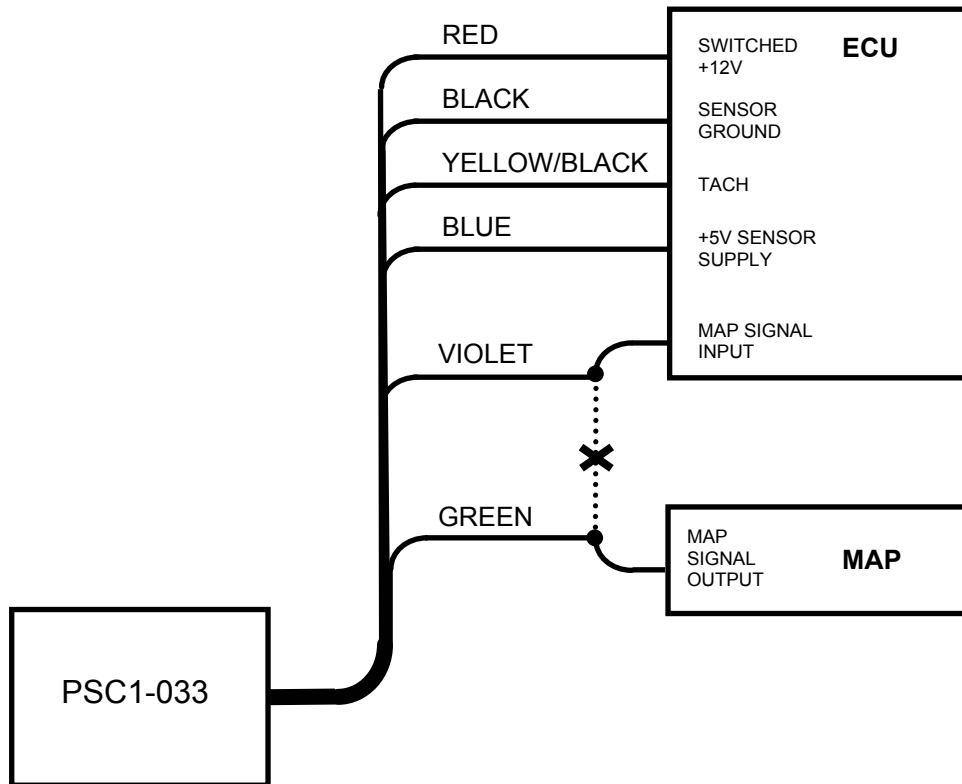 RED
SWITCHED
+12V
ECU
BLACK
SENSOR
GROUND
YELLOW/BLACK
TACH
BLUE
+5V SENSOR
SUPPLY
VIOLET
MAP SIGNAL
INPUT
GREEN
MAP
SIGNAL
OUTPUT
MAP
PSC1-033